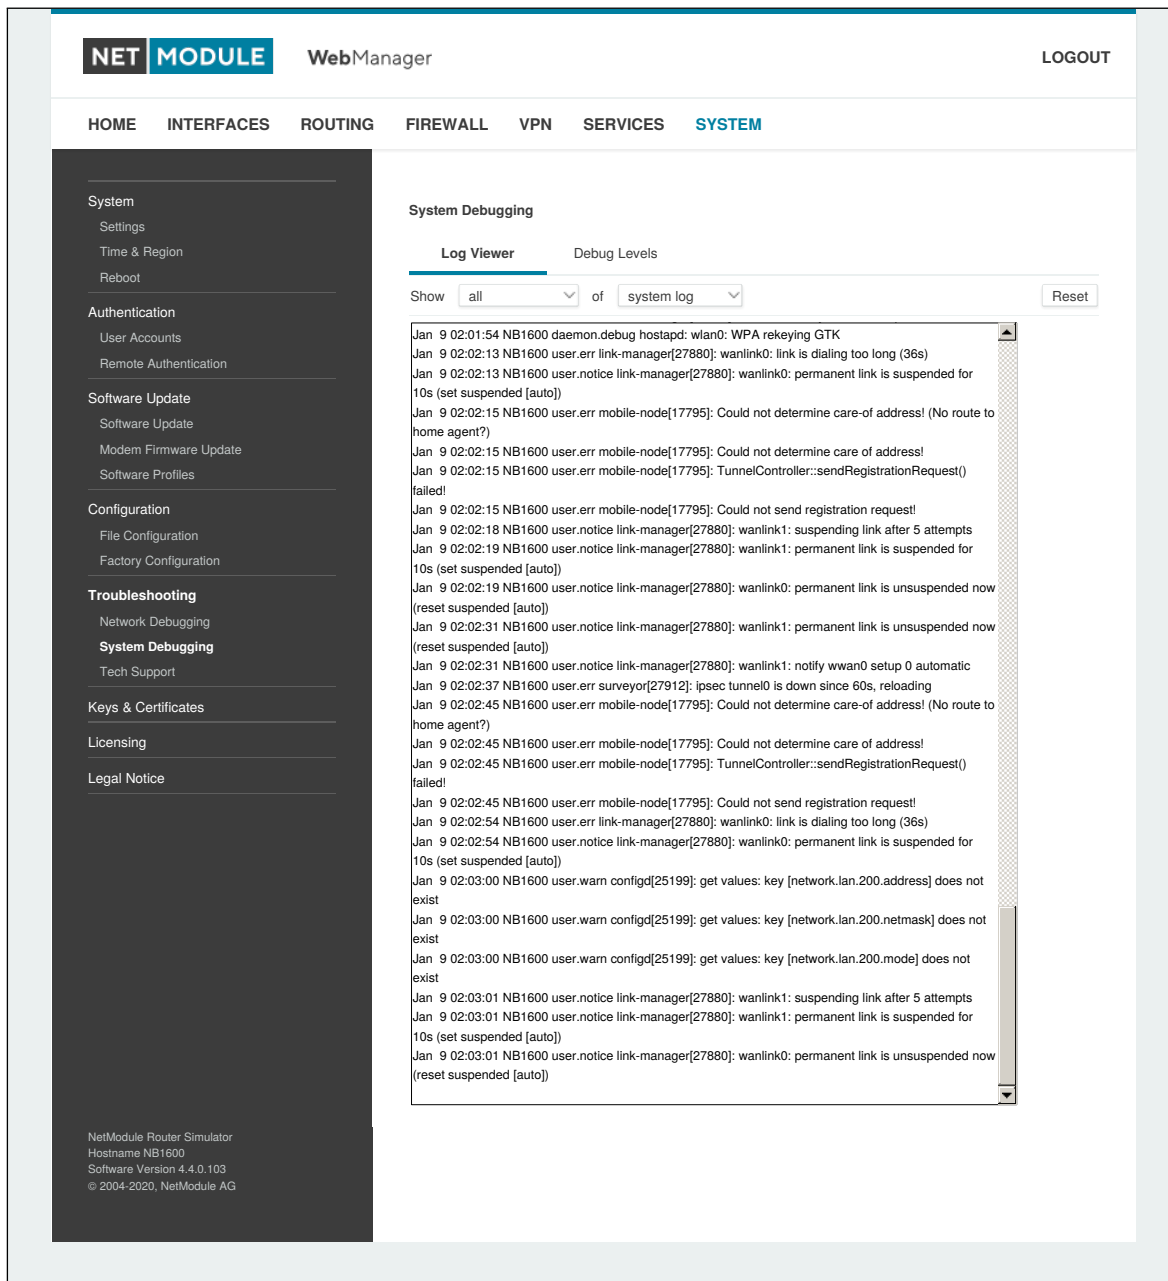 NET MODULE WebManager LOGOUT
HOME INTERFACES ROUTING FIREWALL VPN SERVICES SYSTEM
System
Settings
Time & Region
Reboot
Authentication
User Accounts
Remote Authentication
Software Update
Software Update
Modem Firmware Update
Software Profiles
Configuration
File Configuration
Factory Configuration
Troubleshooting
Network Debugging
System Debugging
Tech Support
Keys & Certificates
Licensing
Legal Notice
NetModule Router Simulator
Hostname NB1600
Software Version 4.4.0.103
© 2004-2020, NetModule AG
System Debugging
Log Viewer Debug Levels
Show all of system log Reset
Jan 9 02:01:54 NB1600 daemon.debug hostapd: wlan0: WPA rekeying GTK
Jan 9 02:02:13 NB1600 user.err link-manager[27880]: wanlink0: link is dialing too long (36s)
Jan 9 02:02:13 NB1600 user.notice link-manager[27880]: wanlink0: permanent link is suspended for
10s (set suspended [auto])
Jan 9 02:02:15 NB1600 user.err mobile-node[17795]: Could not determine care-of address! (No route to
home agent?)
Jan 9 02:02:15 NB1600 user.err mobile-node[17795]: Could not determine care of address!
Jan 9 02:02:15 NB1600 user.err mobile-node[17795]: TunnelController::sendRegistrationRequest()
failed!
Jan 9 02:02:15 NB1600 user.err mobile-node[17795]: Could not send registration request!
Jan 9 02:02:18 NB1600 user.notice link-manager[27880]: wanlink1: suspending link after 5 attempts
Jan 9 02:02:19 NB1600 user.notice link-manager[27880]: wanlink1: permanent link is suspended for
10s (set suspended [auto])
Jan 9 02:02:19 NB1600 user.notice link-manager[27880]: wanlink0: permanent link is unsuspended now
(reset suspended [auto])
Jan 9 02:02:31 NB1600 user.notice link-manager[27880]: wanlink1: permanent link is unsuspended now
(reset suspended [auto])
Jan 9 02:02:31 NB1600 user.notice link-manager[27880]: wanlink1: notify wwan0 setup 0 automatic
Jan 9 02:02:37 NB1600 user.err surveyor[27912]: ipsec tunnel0 is down since 60s, reloading
Jan 9 02:02:45 NB1600 user.err mobile-node[17795]: Could not determine care-of address! (No route to
home agent?)
Jan 9 02:02:45 NB1600 user.err mobile-node[17795]: Could not determine care of address!
Jan 9 02:02:45 NB1600 user.err mobile-node[17795]: TunnelController::sendRegistrationRequest()
failed!
Jan 9 02:02:45 NB1600 user.err mobile-node[17795]: Could not send registration request!
Jan 9 02:02:54 NB1600 user.err link-manager[27880]: wanlink0: link is dialing too long (36s)
Jan 9 02:02:54 NB1600 user.notice link-manager[27880]: wanlink0: permanent link is suspended for
10s (set suspended [auto])
Jan 9 02:03:00 NB1600 user.warn configd[25199]: get values: key [network.lan.200.address] does not
exist
Jan 9 02:03:00 NB1600 user.warn configd[25199]: get values: key [network.lan.200.netmask] does not
exist
Jan 9 02:03:00 NB1600 user.warn configd[25199]: get values: key [network.lan.200.mode] does not
exist
Jan 9 02:03:01 NB1600 user.notice link-manager[27880]: wanlink1: suspending link after 5 attempts
Jan 9 02:03:01 NB1600 user.notice link-manager[27880]: wanlink1: permanent link is suspended for
10s (set suspended [auto])
Jan 9 02:03:01 NB1600 user.notice link-manager[27880]: wanlink0: permanent link is unsuspended now
(reset suspended [auto])